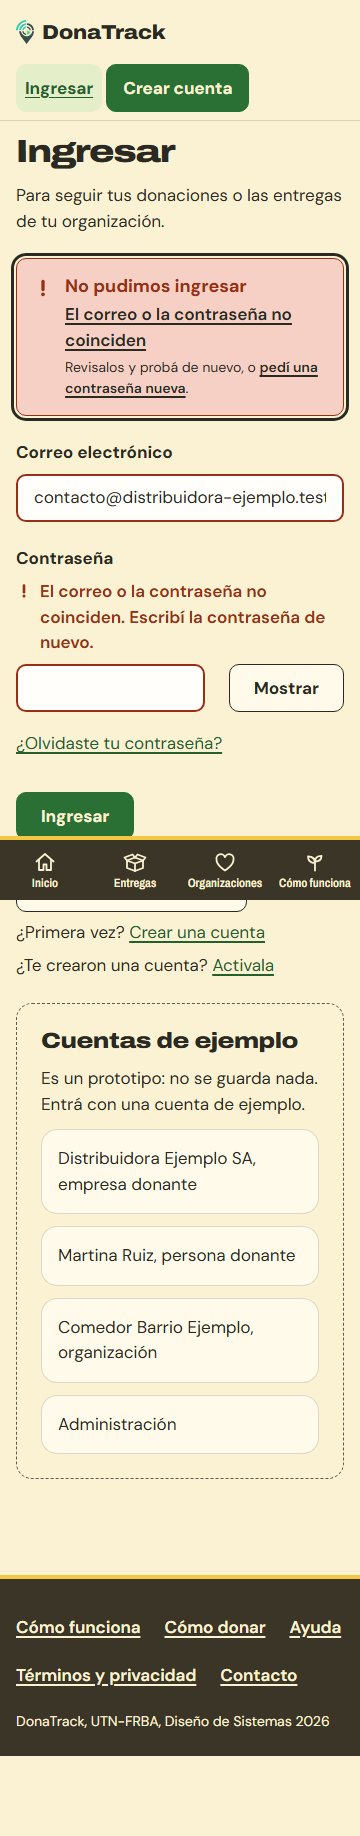 DonaTrack
Ingresar
Crear cuenta
Ingresar
Para seguir tus donaciones o las entregas
de tu organización.
No pudimos ingresar
El correo o la contraseña no
coinciden
Revisalos y probá de nuevo, o pedí una
contraseña nueva.
Correo electrónico
contacto@distribuidora-ejemplo.test
Contraseña
El correo o la contraseña no
coinciden. Escribí la contraseña de
nuevo.
Mostrar
¿Olvidaste tu contraseña?
Ingresar
Inicio
Entregas
Organizaciones
Cómo funciona
¿Primera vez? Crear una cuenta
¿Te crearon una cuenta? Activala
Cuentas de ejemplo
Es un prototipo: no se guarda nada.
Entrá con una cuenta de ejemplo.
Distribuidora Ejemplo SA,
empresa donante
Martina Ruiz, persona donante
Comedor Barrio Ejemplo,
organización
Administración
Cómo funciona
Cómo donar
Ayuda
Términos y privacidad
Contacto
DonaTrack, UTN-FRBA, Diseño de Sistemas 2026